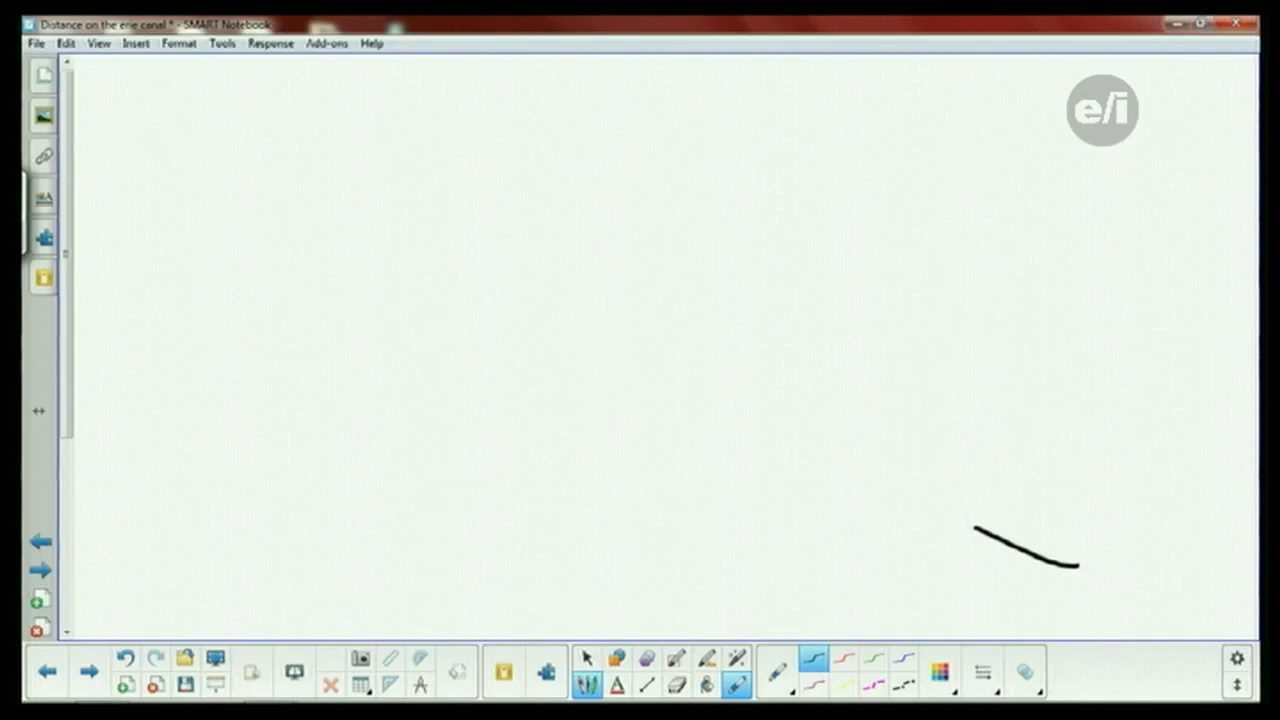 Distance on the erie canal * - SMART Notebook
File Edit View Insert Format Tools Response Add-ons Help
e/i